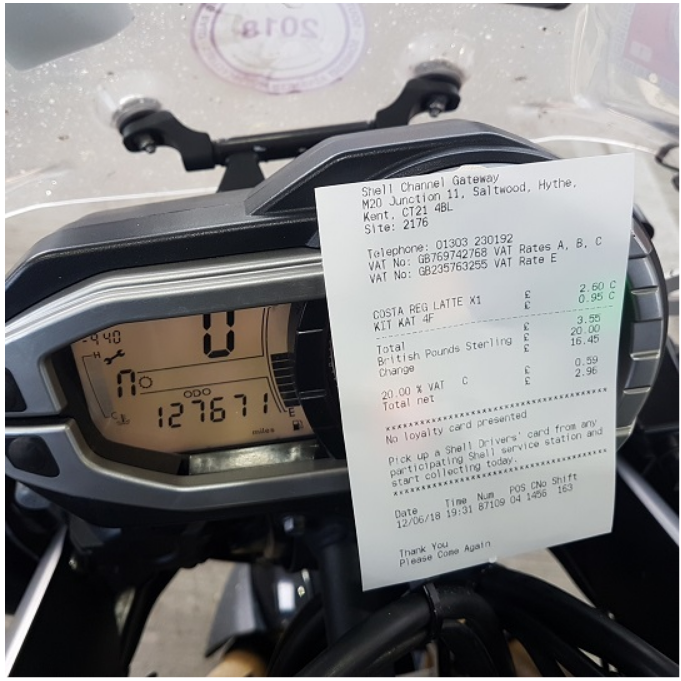 2018
Shell Channel Gateway
M20 Junction 11, Saltwood, Hythe,
Kent, CT21 4BL
Site: 2176
Telephone: 01303 230192
VAT No: GB769742768 VAT Rates A, B, C
VAT No: GB235763255 VAT Rate E
COSTA REG LATTE X1 £ 2.60 C
KIT KAT 4F £ 0.95 C
Total £ 3.55
British Pounds Sterling £ 20.00
Change £ 16.45
20.00 % VAT C £ 0.59
Total net £ 2.96
No loyalty card presented
Pick up a Shell Drivers' card from any
participating Shell service station and
start collecting today.
Date Time Num POS CNo Shift
12/06/18 19:31 87109 04 1456 163
Thank You
Please Come Again
-940
H
0
n
ODO
C
127671
E
miles